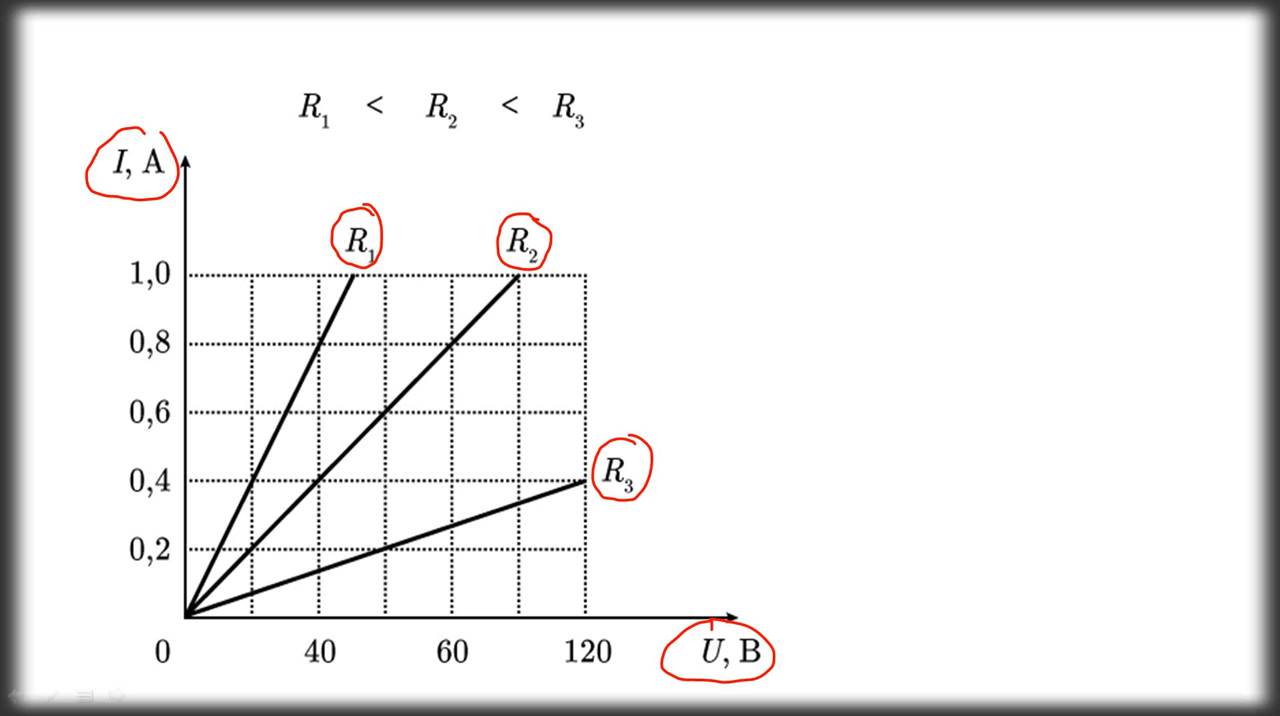 R₁ < R₂ < R₃
I, А
R₁
R₂
1,0
0,8
0,6
R₃
0,4
0,2
0
40
60
120
U, В